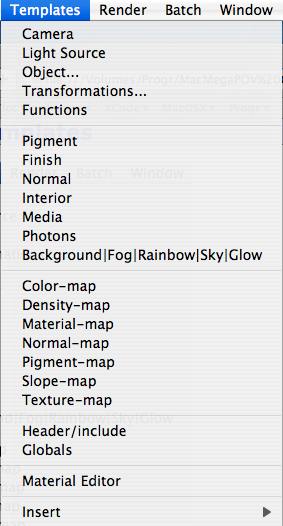 Templates Render Batch Window
Camera
Light Source
Object...
Transformations...
Functions
Pigment
Finish
Normal
Interior
Media
Photons
Background|Fog|Rainbow|Sky|Glow
Color-map
Density-map
Material-map
Normal-map
Pigment-map
Slope-map
Texture-map
Header/include
Globals
Material Editor
Insert